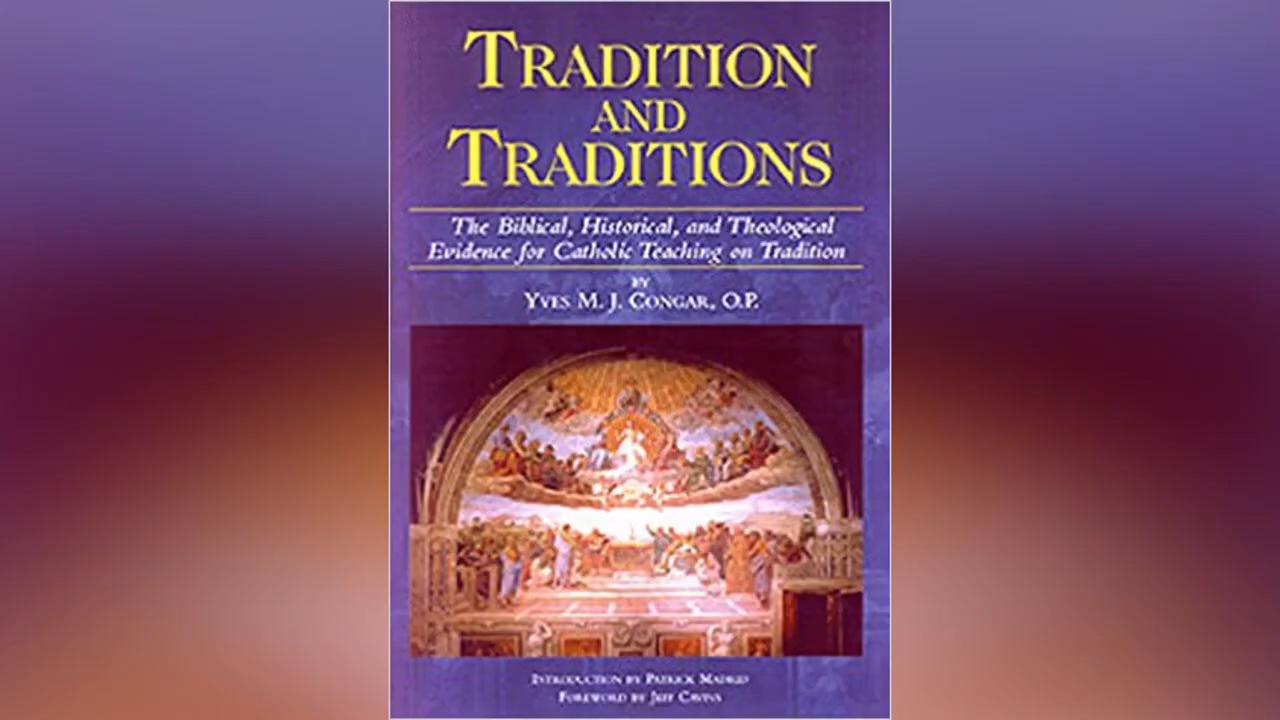 TRADITION
AND
TRADITIONS
The Biblical, Historical, and Theological
Evidence for Catholic Teaching on Tradition
BY
YVES M. J. CONGAR, O.P.
INTRODUCTION BY PATRICK MADRID
FOREWORD BY JEFF CAVINS